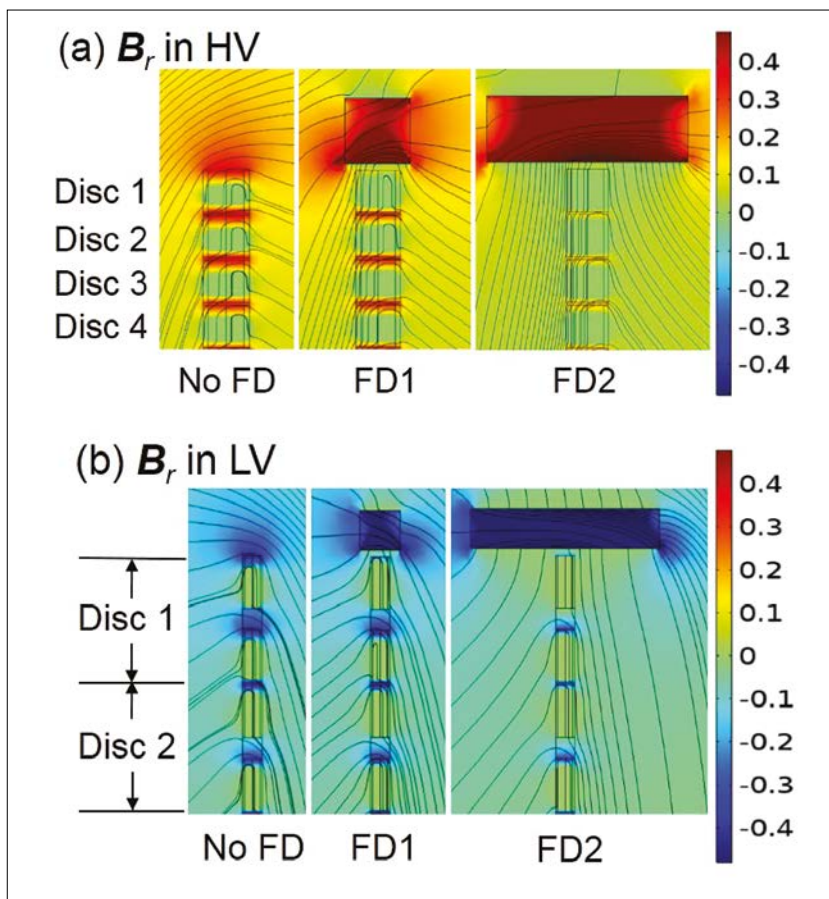 (a) Br in HV
0.4
0.3
0.2
0.1
0
-0.1
-0.2
-0.3
-0.4
Disc 1
Disc 2
Disc 3
Disc 4
No FD FD1 FD2
(b) Br in LV
0.4
0.3
0.2
0.1
0
-0.1
-0.2
-0.3
-0.4
Disc 1
Disc 2
No FD FD1 FD2